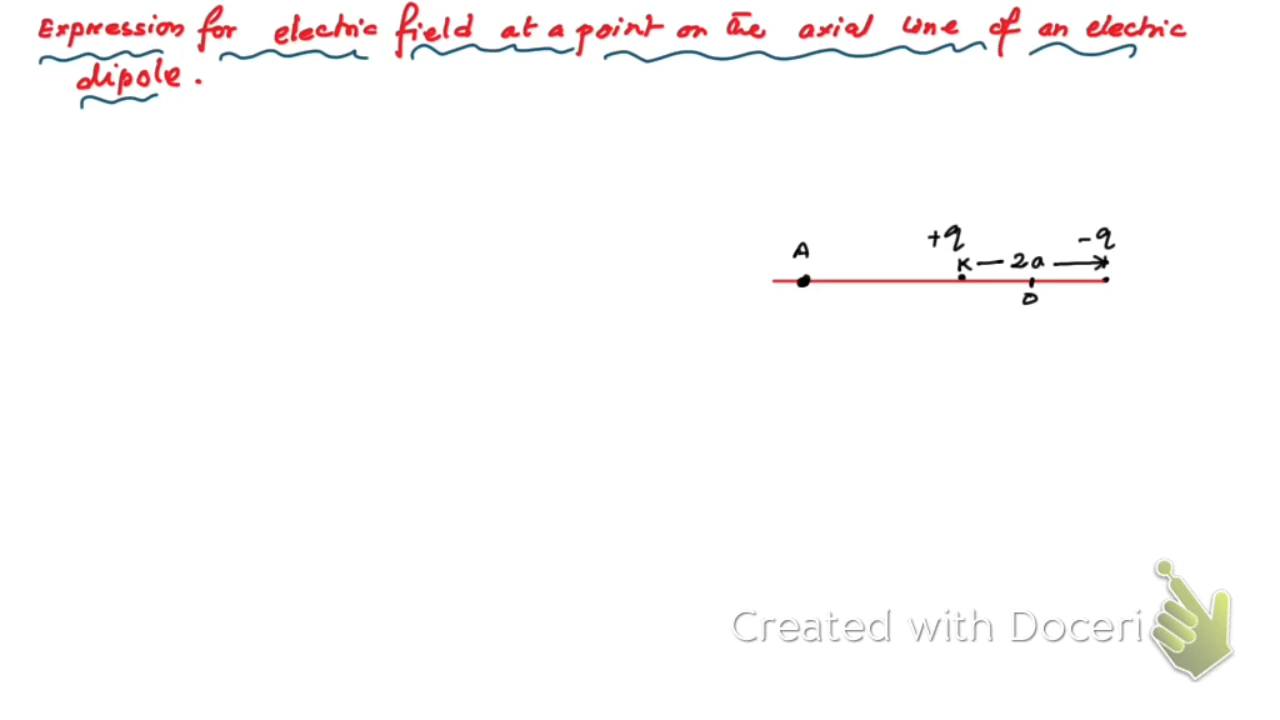 Expression for electric field at a point on the axial line of an electric
dipole.
A
+q
-q
2a
O
Created with Doceri